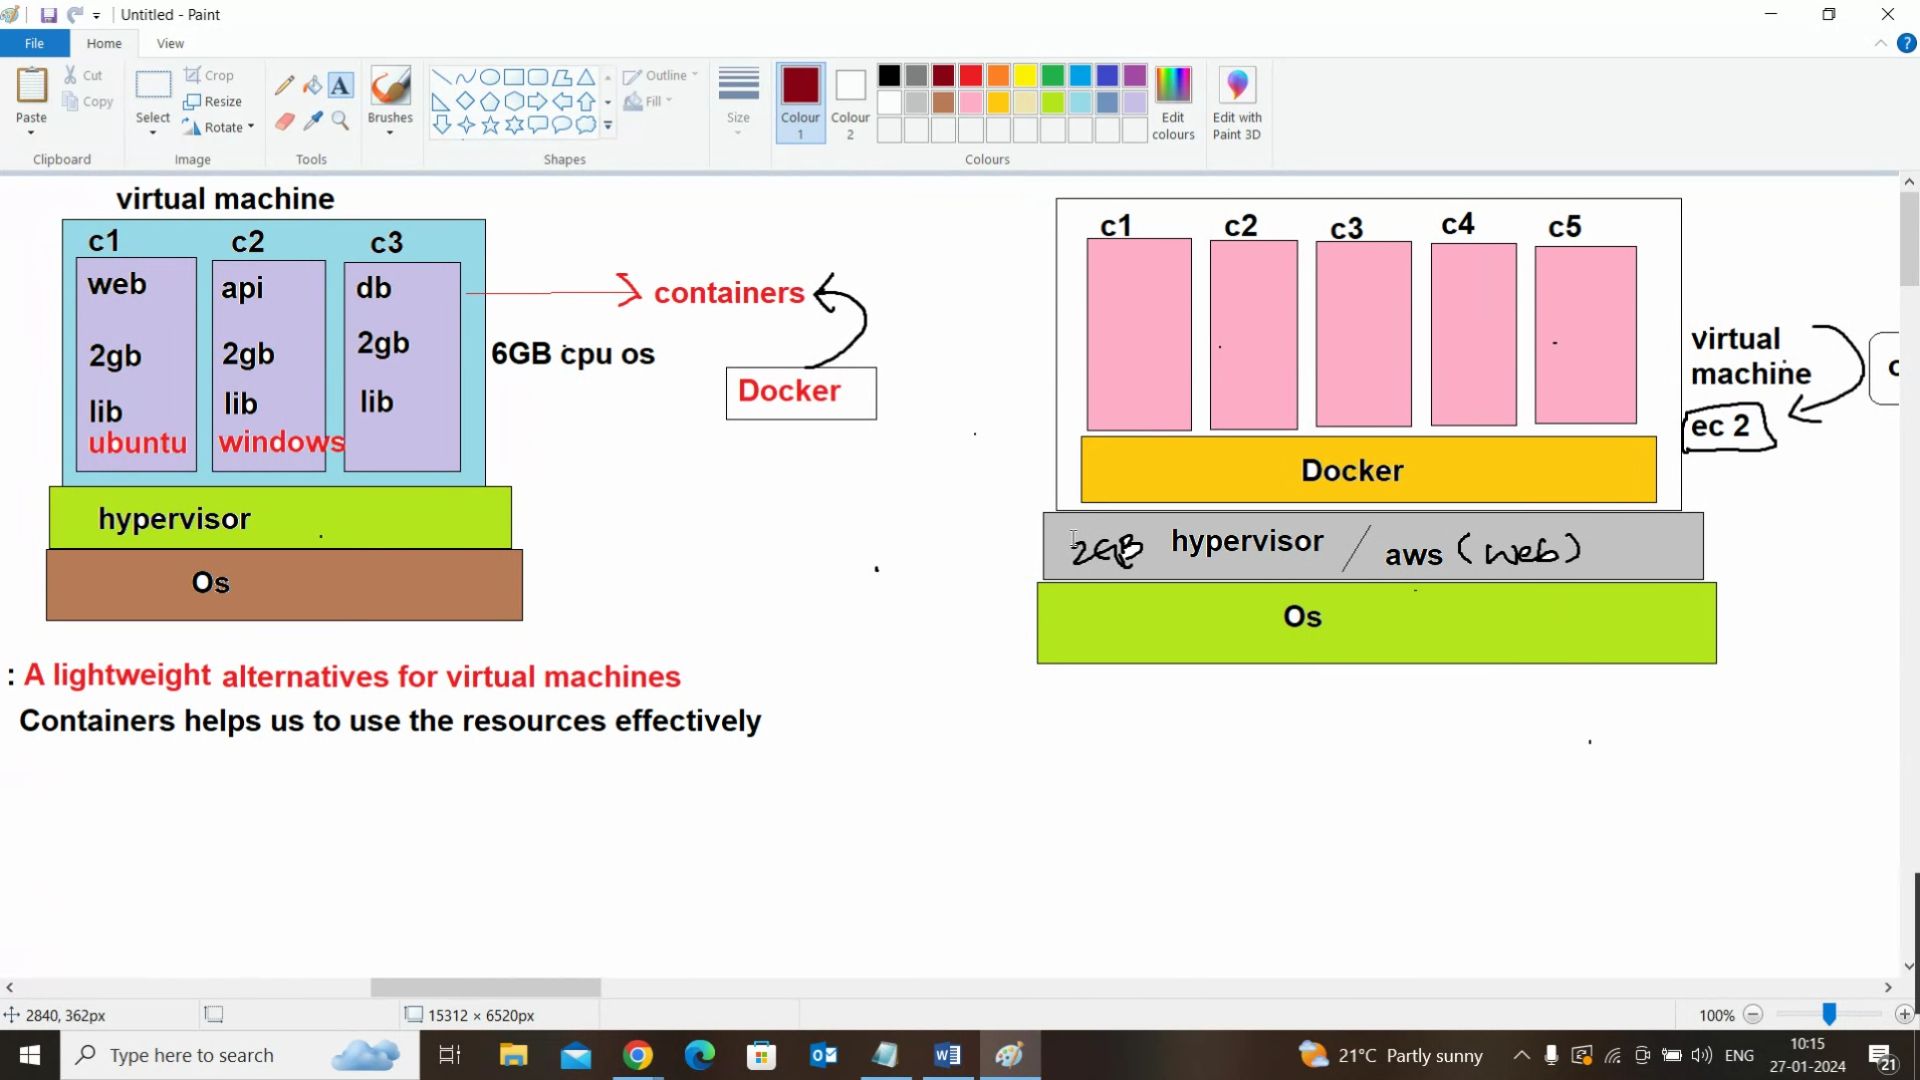 Untitled - Paint
File Home View
Paste
Cut
Copy
Clipboard
Select
Crop
Resize
Rotate
Image
Tools
Brushes
Shapes
Outline
Fill
Size
Colour 1
Colour 2
Edit colours
Colours
Edit with Paint 3D
virtual machine
c1 c2 c3
web api db
2gb 2gb 2gb
lib lib lib
ubuntu windows
hypervisor
Os
containers
6GB cpu os
Docker
: A lightweight alternatives for virtual machines
Containers helps us to use the resources effectively
c1 c2 c3 c4 c5
Docker
2GB hypervisor / aws (web)
Os
virtual
machine
ec 2
2840, 362px
15312 × 6520px
100%
Type here to search
21°C Partly sunny
ENG
10:15
27-01-2024
21